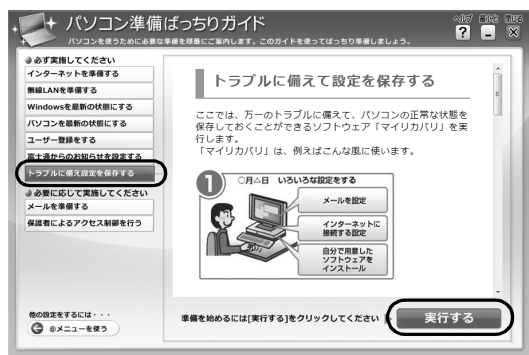 パソコン準備ばっちりガイド
パソコンを使うために必要な準備を順番にご案内します。このガイドを使ってばっちり準備しましょう。
ヘルプ 最小化 閉じる
必ず実施してください
インターネットを準備する
無線LANを準備する
Windowsを最新の状態にする
パソコンを最新の状態にする
ユーザー登録をする
富士通からのお知らせを設定する
トラブルに備え設定を保存する
必要に応じて実施してください
メールを準備する
保護者によるアクセス制御を行う
他の設定をするには・・・
@メニューを使う
トラブルに備えて設定を保存する
ここでは、万一のトラブルに備えて、パソコンの正常な状態を
保存しておくことができるソフトウェア「マイリカバリ」を実
行します。
「マイリカバリ」は、例えばこんな風に使います。
1 ○月△日 いろいろな設定をする
メールを設定
インターネットに
接続する設定
自分で用意した
ソフトウェアを
インストール
準備を始めるには[実行する]をクリックしてください
実行する